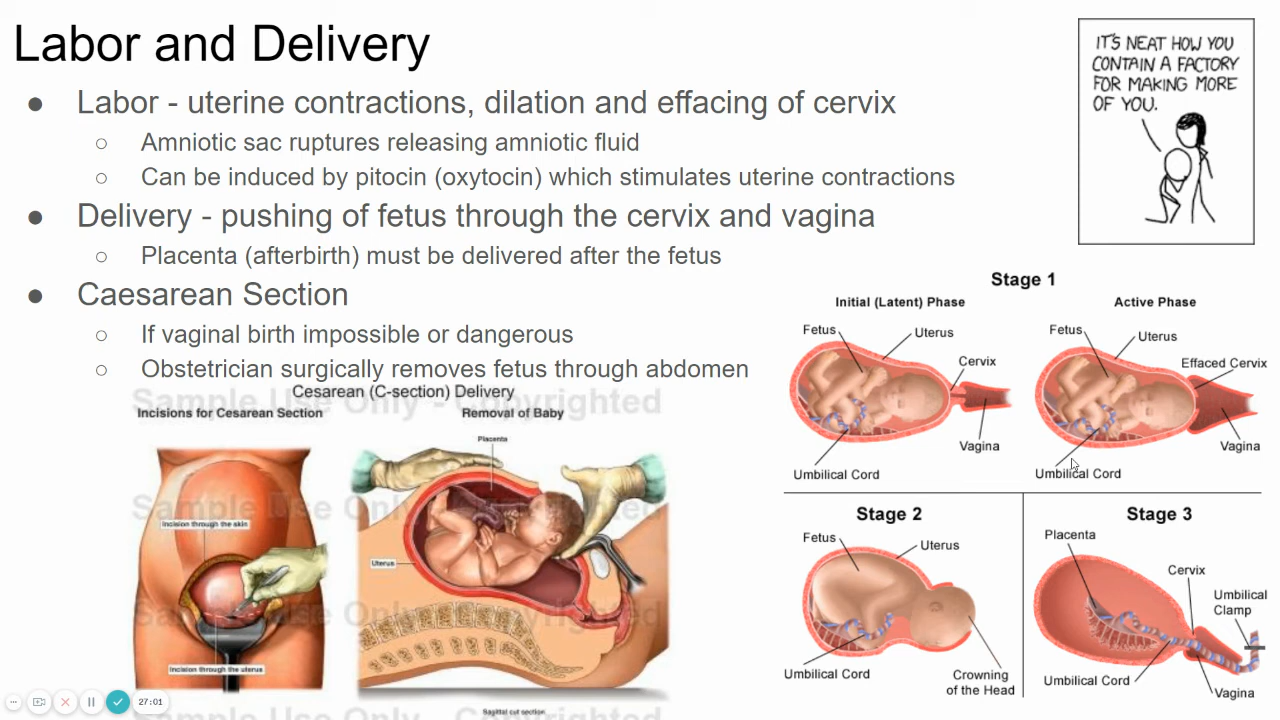 Labor and Delivery
● Labor - uterine contractions, dilation and effacing of cervix
○ Amniotic sac ruptures releasing amniotic fluid
○ Can be induced by pitocin (oxytocin) which stimulates uterine contractions
● Delivery - pushing of fetus through the cervix and vagina
○ Placenta (afterbirth) must be delivered after the fetus
● Caesarean Section
○ If vaginal birth impossible or dangerous
○ Obstetrician surgically removes fetus through abdomen
IT'S NEAT HOW YOU
CONTAIN A FACTORY
FOR MAKING MORE
OF YOU.
Cesarean (C-section) Delivery
Sample Use Only - Copyrighted
Incisions for Cesarean Section
Removal of Baby
Placenta
Sample Use Only - Copyrighted
Incision through the skin
Uterus
Sample Use Only - Copyrighted
Incision through the uterus
Sagittal cut section
Sample Use Only - Copyrighted
Stage 1
Initial (Latent) Phase
Active Phase
Fetus
Uterus
Cervix
Vagina
Umbilical Cord
Fetus
Uterus
Effaced Cervix
Vagina
Umbilical Cord
Stage 2
Fetus
Uterus
Umbilical Cord
Crowning
of the Head
Stage 3
Placenta
Cervix
Umbilical
Clamp
Umbilical Cord
Vagina
27:01